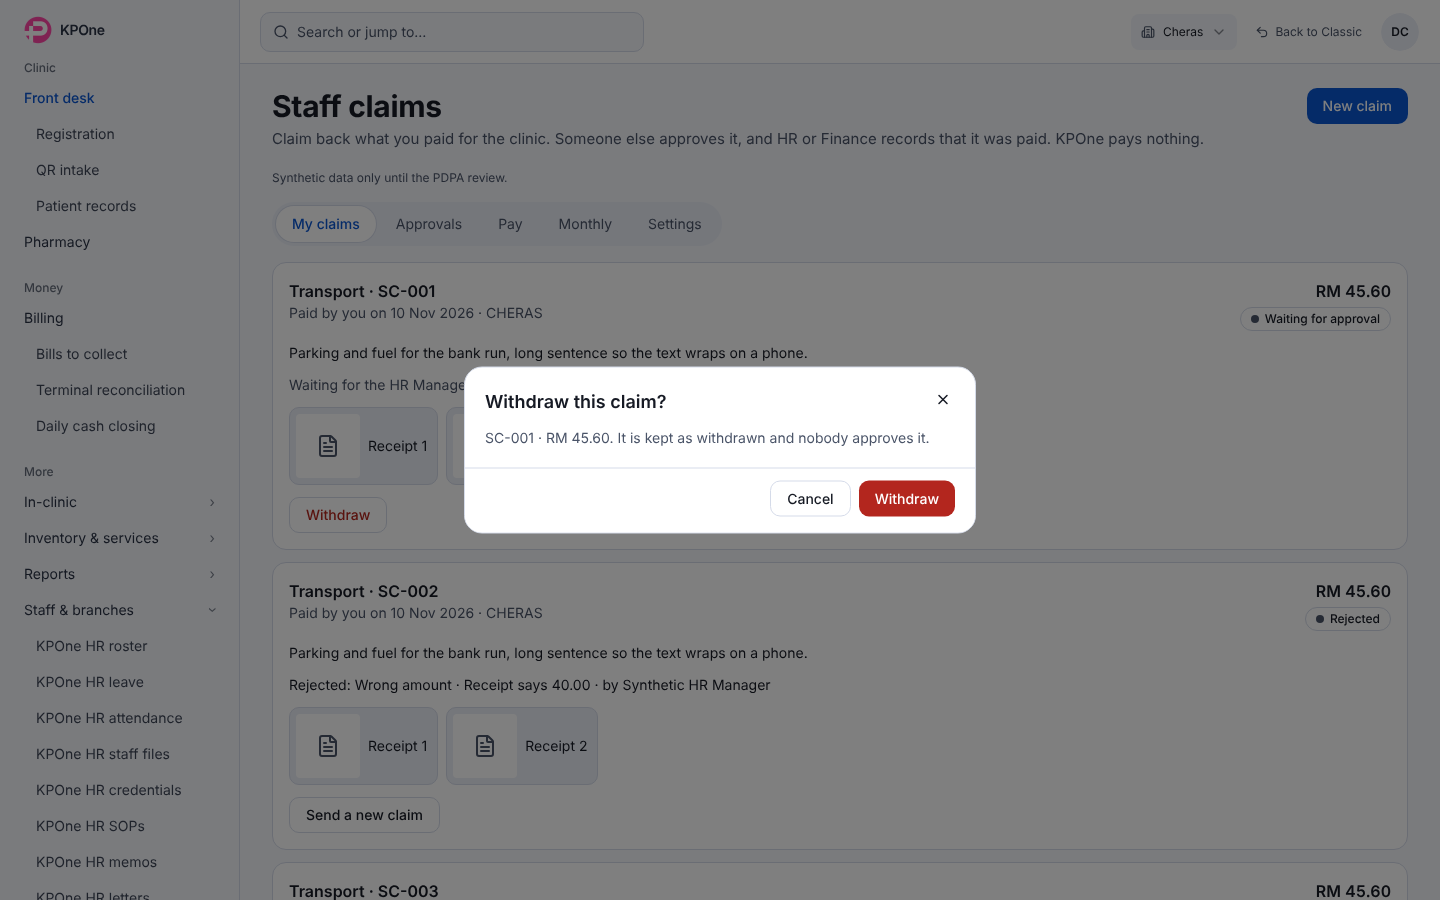 KPOne
Clinic
Front desk
Registration
QR intake
Patient records
Pharmacy
Money
Billing
Bills to collect
Terminal reconciliation
Daily cash closing
More
In-clinic
Inventory & services
Reports
Staff & branches
KPOne HR roster
KPOne HR leave
KPOne HR attendance
KPOne HR staff files
KPOne HR credentials
KPOne HR SOPs
KPOne HR memos
KPOne HR letters
Search or jump to...
Cheras
Back to Classic
DC
Staff claims
New claim
Claim back what you paid for the clinic. Someone else approves it, and HR or Finance records that it was paid. KPOne pays nothing.
Synthetic data only until the PDPA review.
My claims
Approvals
Pay
Monthly
Settings
Transport · SC-001
RM 45.60
Paid by you on 10 Nov 2026 · CHERAS
Waiting for approval
Parking and fuel for the bank run, long sentence so the text wraps on a phone.
Waiting for the HR Manage
Receipt 1
Withdraw
Withdraw this claim?
SC-001 · RM 45.60. It is kept as withdrawn and nobody approves it.
Cancel
Withdraw
Transport · SC-002
RM 45.60
Paid by you on 10 Nov 2026 · CHERAS
Rejected
Parking and fuel for the bank run, long sentence so the text wraps on a phone.
Rejected: Wrong amount · Receipt says 40.00 · by Synthetic HR Manager
Receipt 1
Receipt 2
Send a new claim
Transport · SC-003
RM 45.60